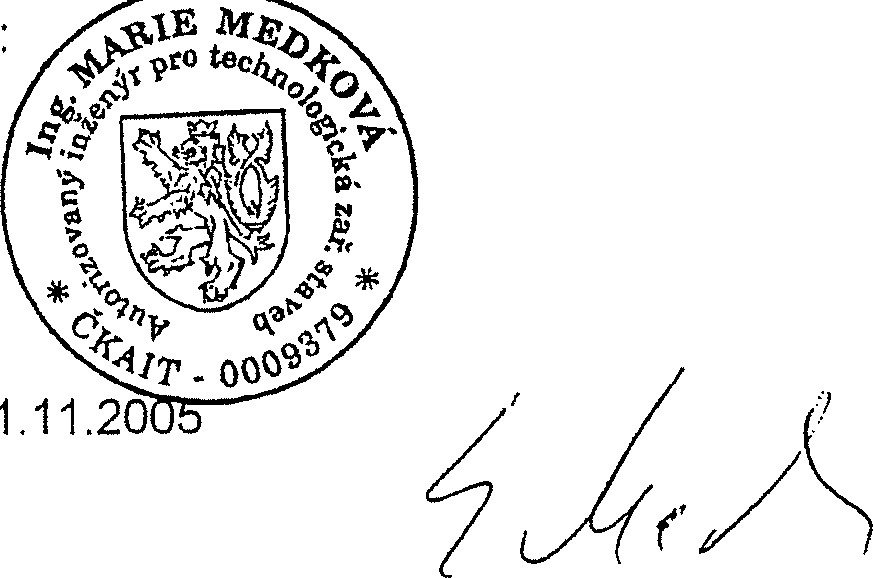 :
Ing. MARIE MEDKOVÁ
Autorizovaný inženýr pro technologická zař. staveb
* ČKAIT - 0009379 *
1.11.2005